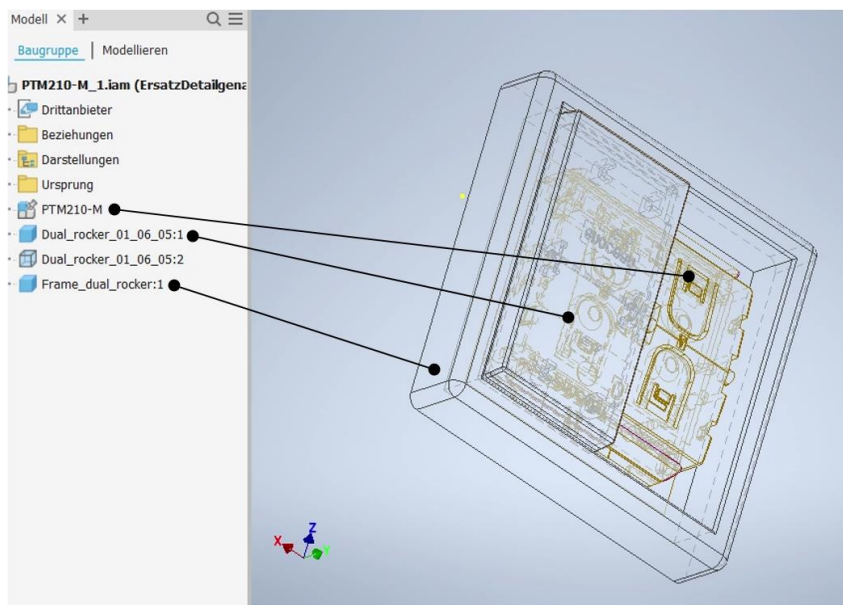 Modell × +
Baugruppe | Modellieren
PTM210-M_1.iam (ErsatzDetailgena
Drittanbieter
Beziehungen
Darstellungen
Ursprung
PTM210-M
Dual_rocker_01_06_05:1
Dual_rocker_01_06_05:2
Frame_dual_rocker:1
Z
X
Y